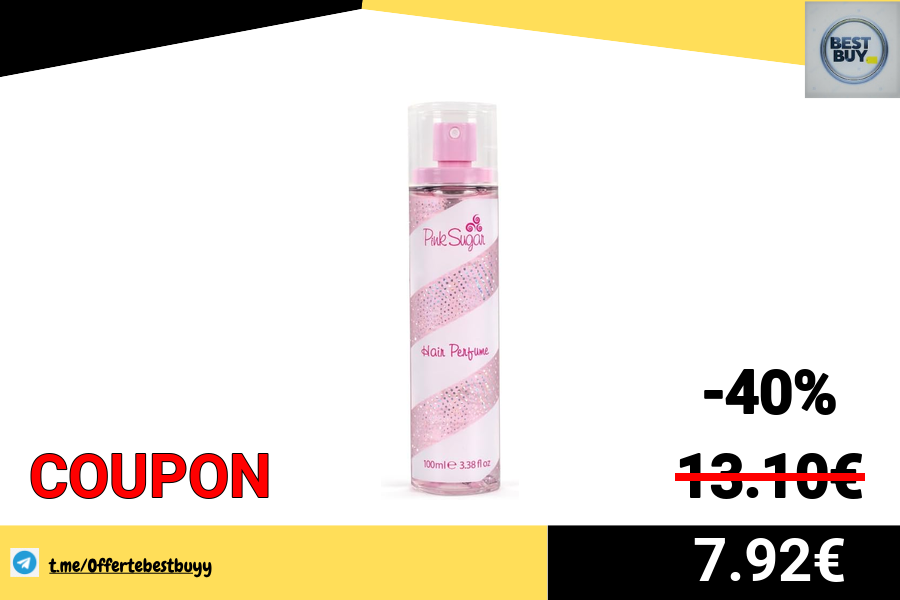 BEST
BUY
Pink Sugar
Hair Perfume
100ml e 3.38 fl oz
-40%
COUPON
13.10€
t.me/Offertebestbuyy
7.92€